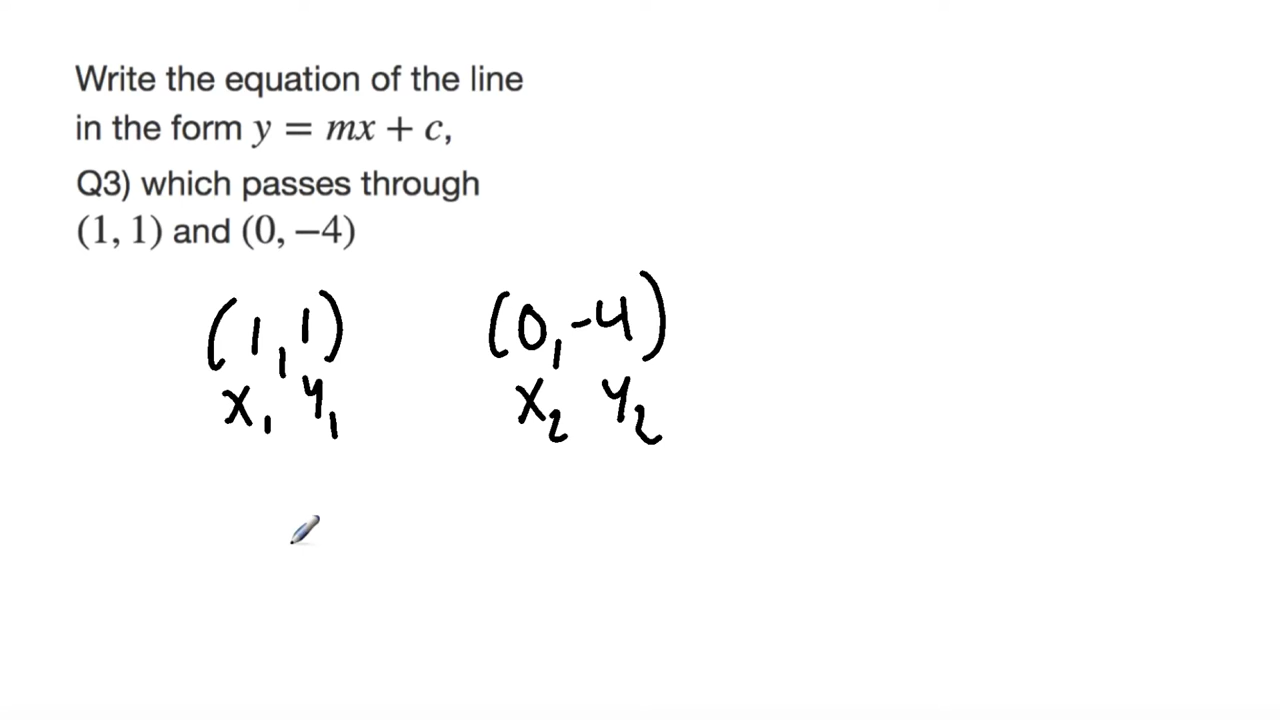 Write the equation of the line
in the form y = mx + c,
Q3) which passes through
(1, 1) and (0, −4)
(1,1) (0,-4)
x₁ y₁ x₂ y₂